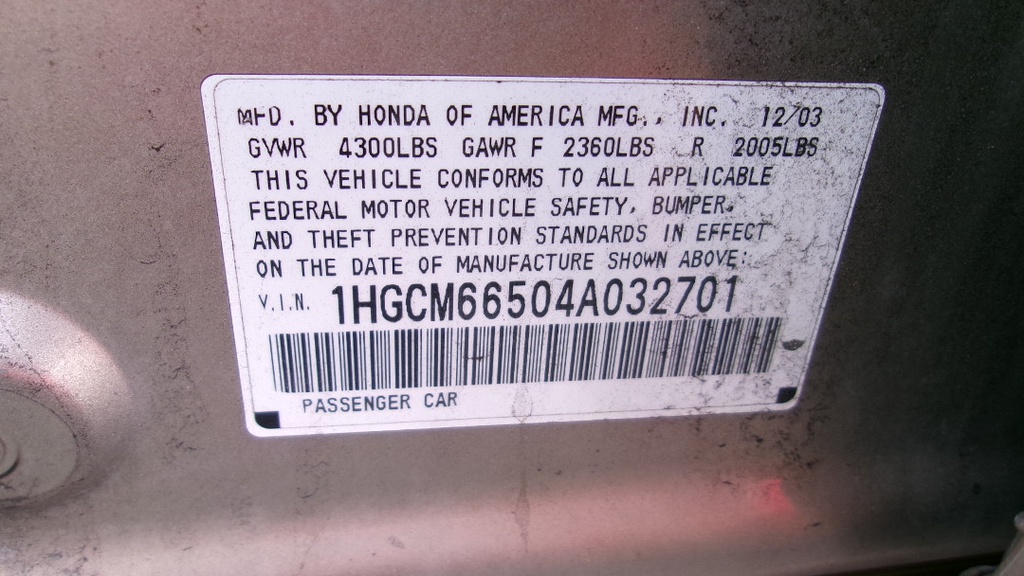 MFD. BY HONDA OF AMERICA MFG., INC. 12/03
GVWR 4300LBS GAWR F 2360LBS R 2005LBS
THIS VEHICLE CONFORMS TO ALL APPLICABLE
FEDERAL MOTOR VEHICLE SAFETY, BUMPER,
AND THEFT PREVENTION STANDARDS IN EFFECT
ON THE DATE OF MANUFACTURE SHOWN ABOVE:
V.I.N. 1HGCM66504A032701
PASSENGER CAR